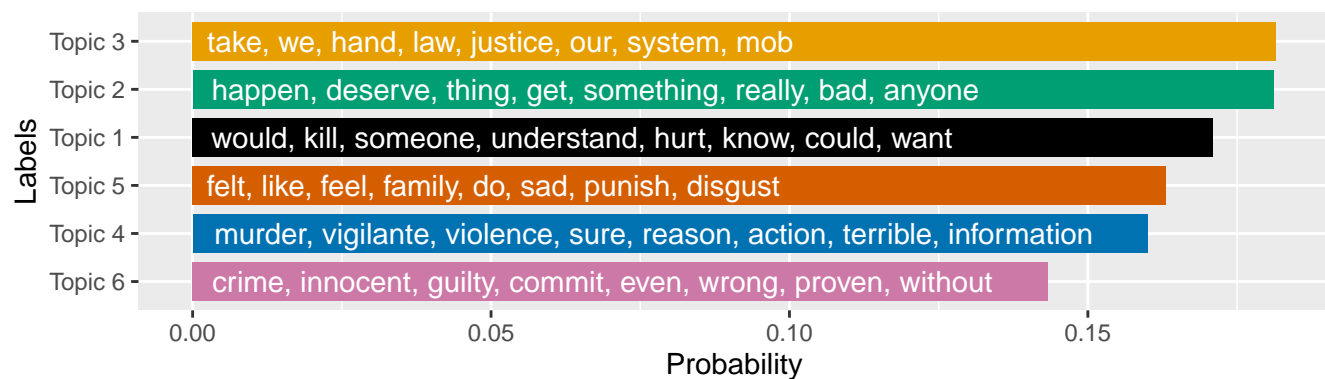 Topic 3 take, we, hand, law, justice, our, system, mob
Topic 2 happen, deserve, thing, get, something, really, bad, anyone
Topic 1 would, kill, someone, understand, hurt, know, could, want
Topic 5 felt, like, feel, family, do, sad, punish, disgust
Topic 4 murder, vigilante, violence, sure, reason, action, terrible, information
Topic 6 crime, innocent, guilty, commit, even, wrong, proven, without
Labels
0.00 0.05 0.10 0.15
Probability